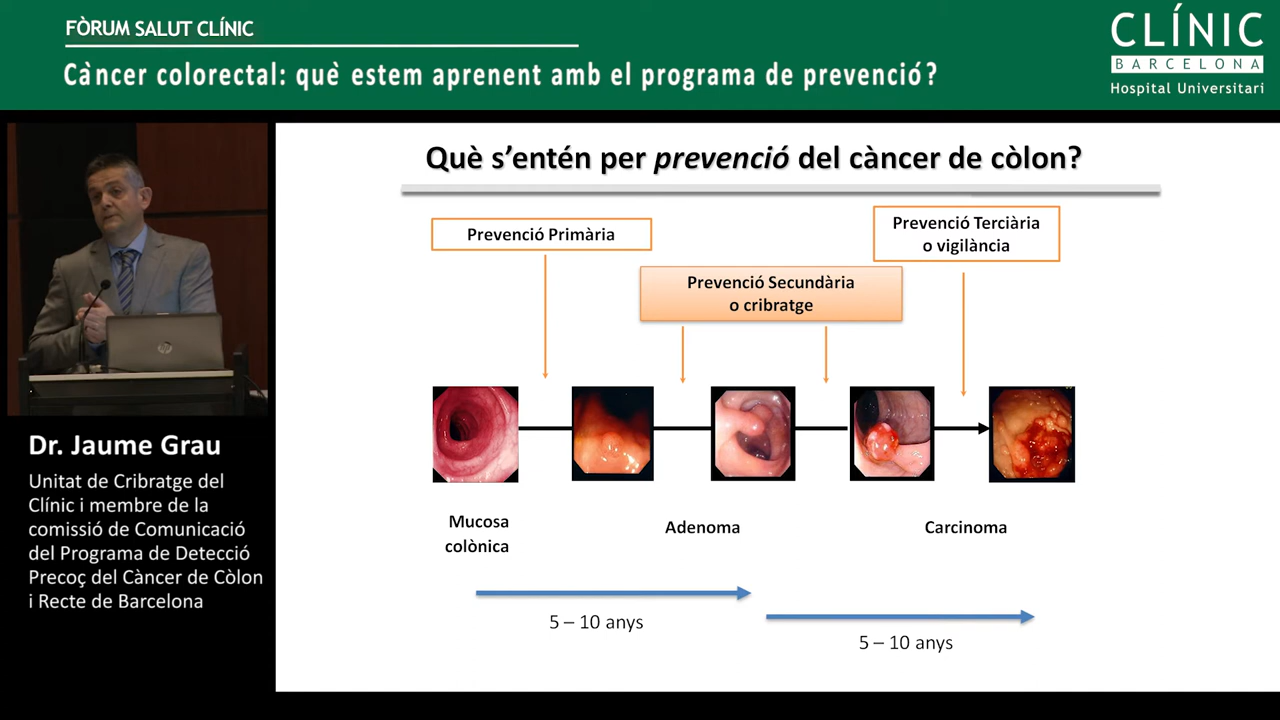 FÒRUM SALUT CLÍNIC
Càncer colorectal: què estem aprenent amb el programa de prevenció?
CLÍNIC
BARCELONA
Hospital Universitari
Què s'entén per prevenció del càncer de còlon?
Prevenció Primària
Prevenció Terciària
o vigilància
Prevenció Secundària
o cribratge
Mucosa
colònica
Adenoma
Carcinoma
5 – 10 anys
5 – 10 anys
Dr. Jaume Grau
Unitat de Cribratge del
Clínic i membre de la
comissió de Comunicació
del Programa de Detecció
Precoç del Càncer de Còlon
i Recte de Barcelona